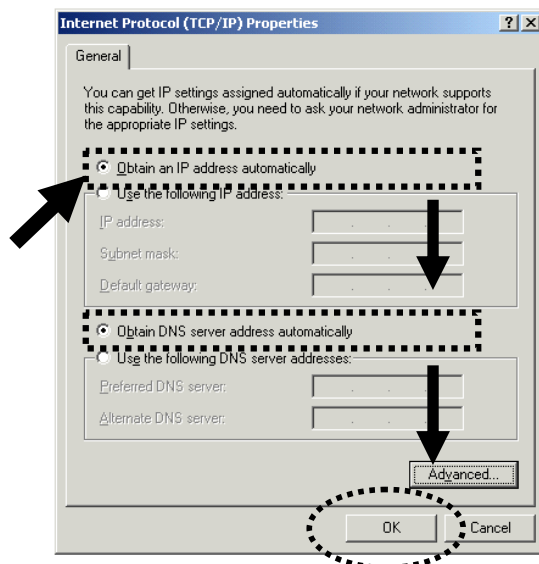 Internet Protocol (TCP/IP) Properties
General
You can get IP settings assigned automatically if your network supports
this capability. Otherwise, you need to ask your network administrator for
the appropriate IP settings.
Obtain an IP address automatically
Use the following IP address:
IP address:
Subnet mask:
Default gateway:
Obtain DNS server address automatically
Use the following DNS server addresses:
Preferred DNS server:
Alternate DNS server:
Advanced...
OK
Cancel